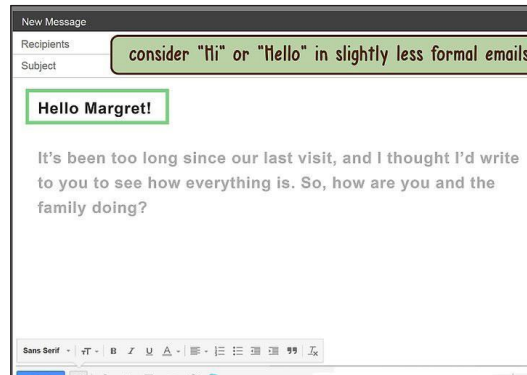 New Message
Recipients
consider "Hi" or "Hello" in slightly less formal emails
Subject
Hello Margret!
It's been too long since our last visit, and I thought I'd write
to you to see how everything is. So, how are you and the
family doing?
Sans Serif